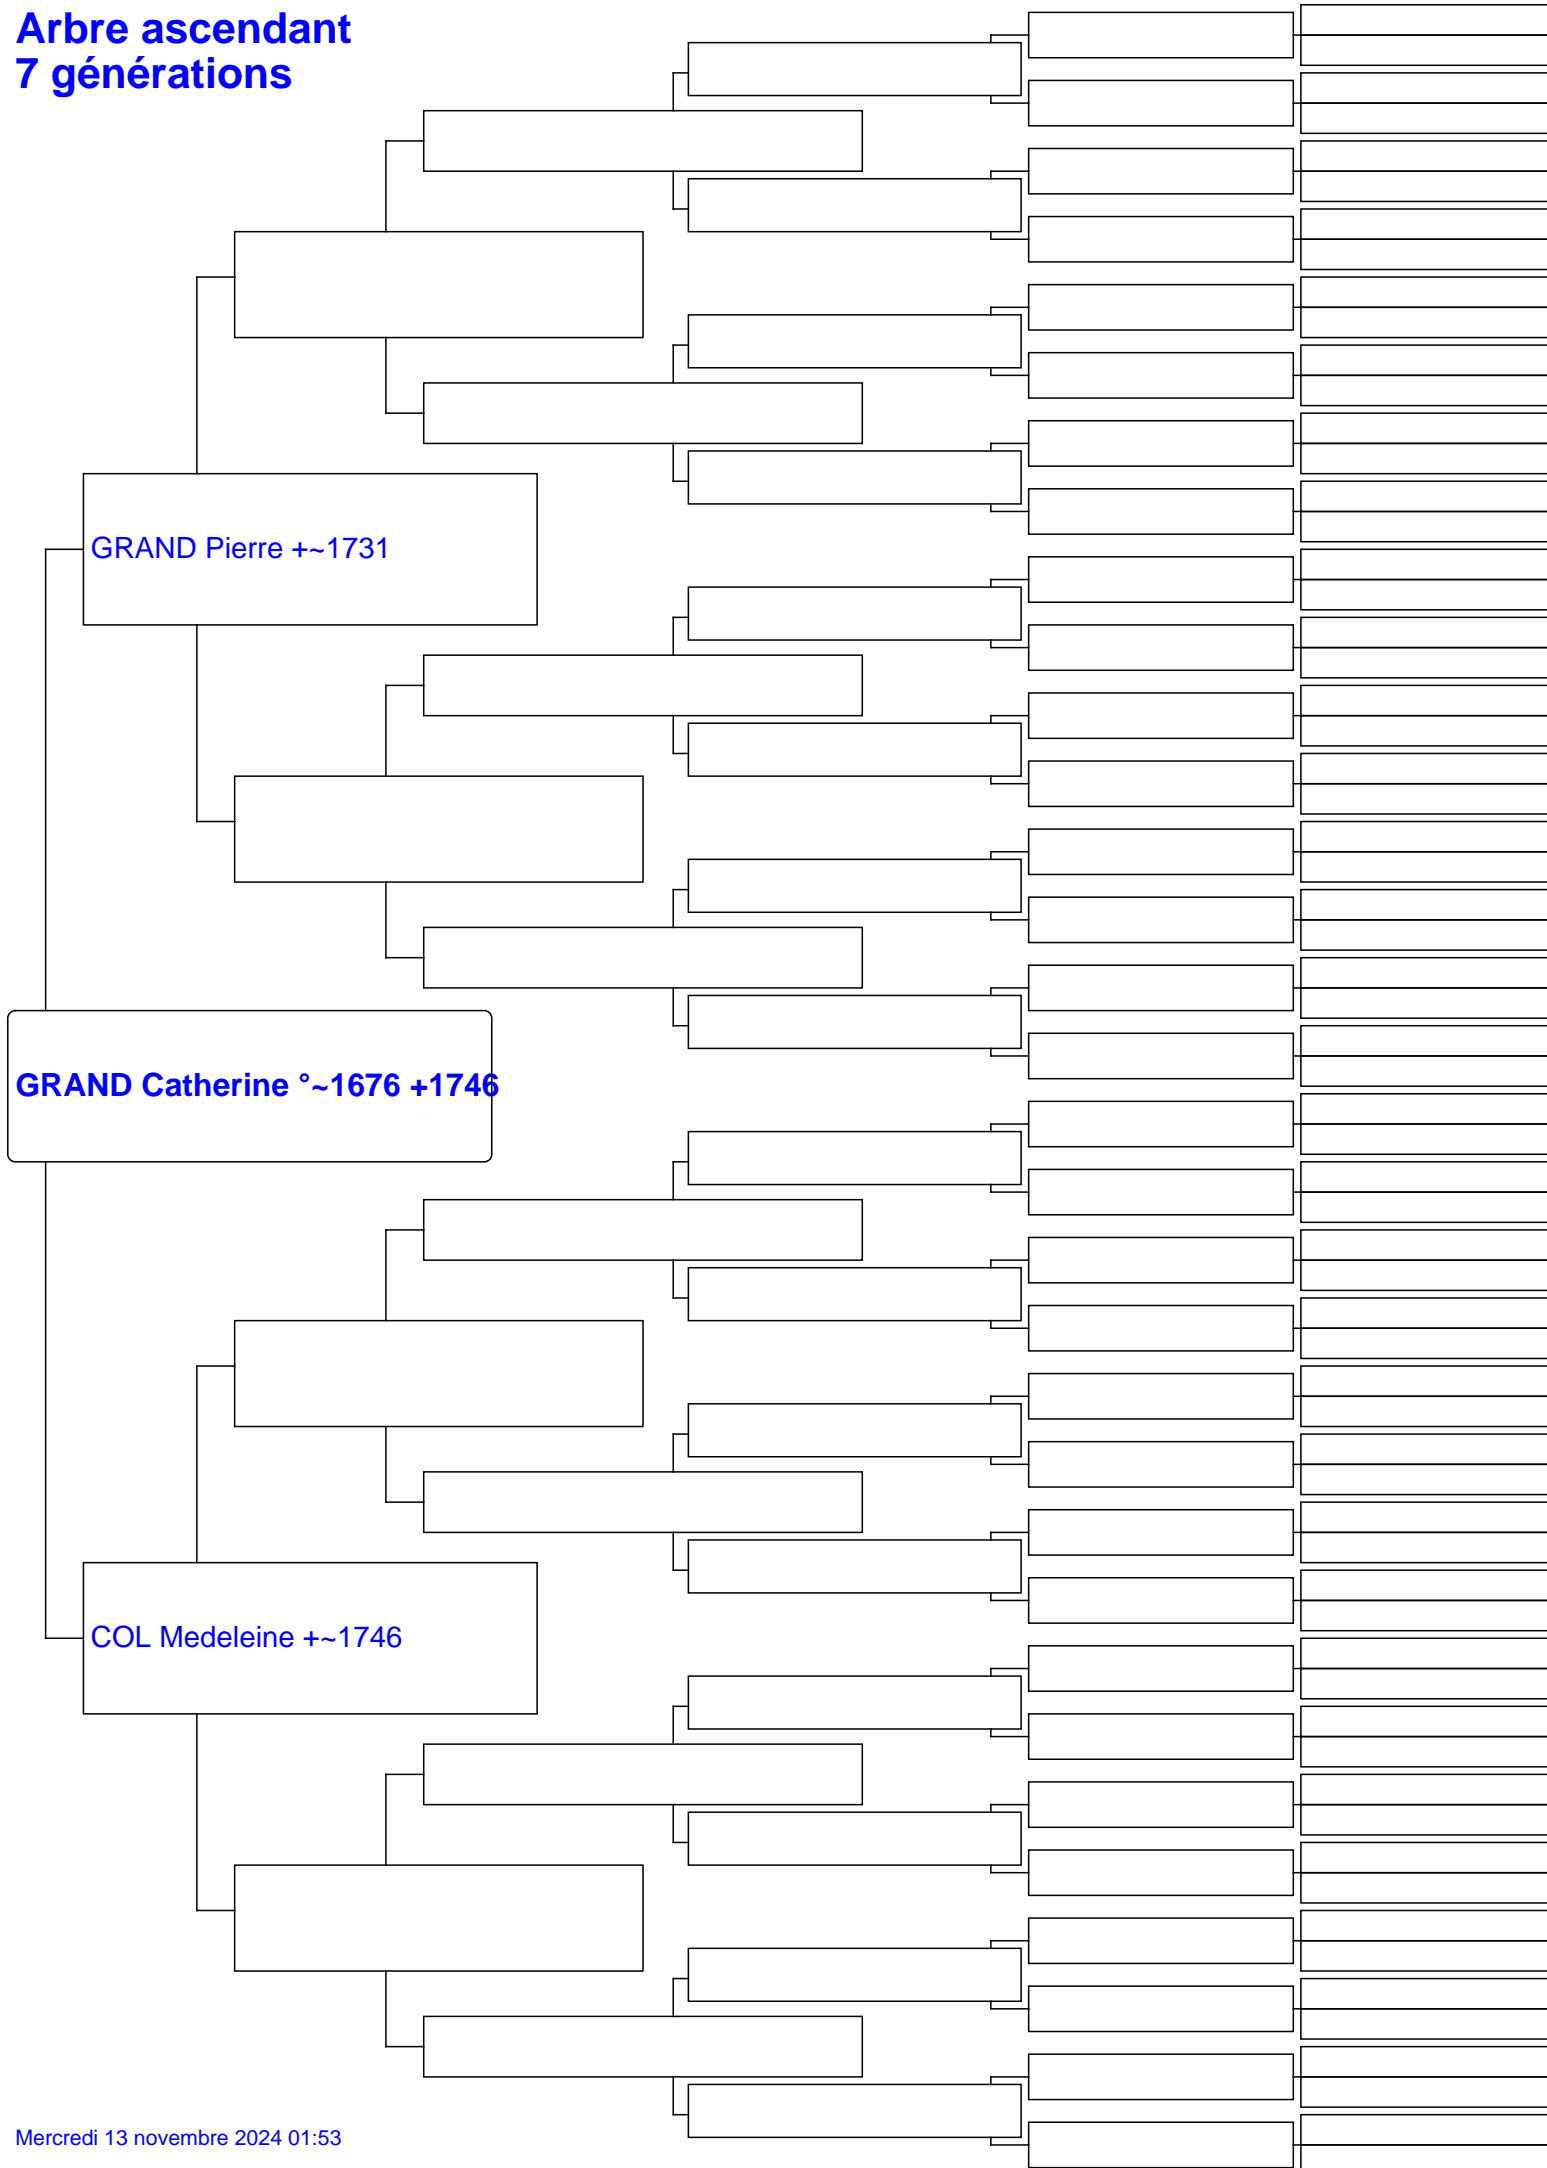 Arbre ascendant
7 générations
GRAND Pierre +~1731
GRAND Catherine °~1676 +1746
COL Medeleine +~1746
Mercredi 13 novembre 2024 01:53